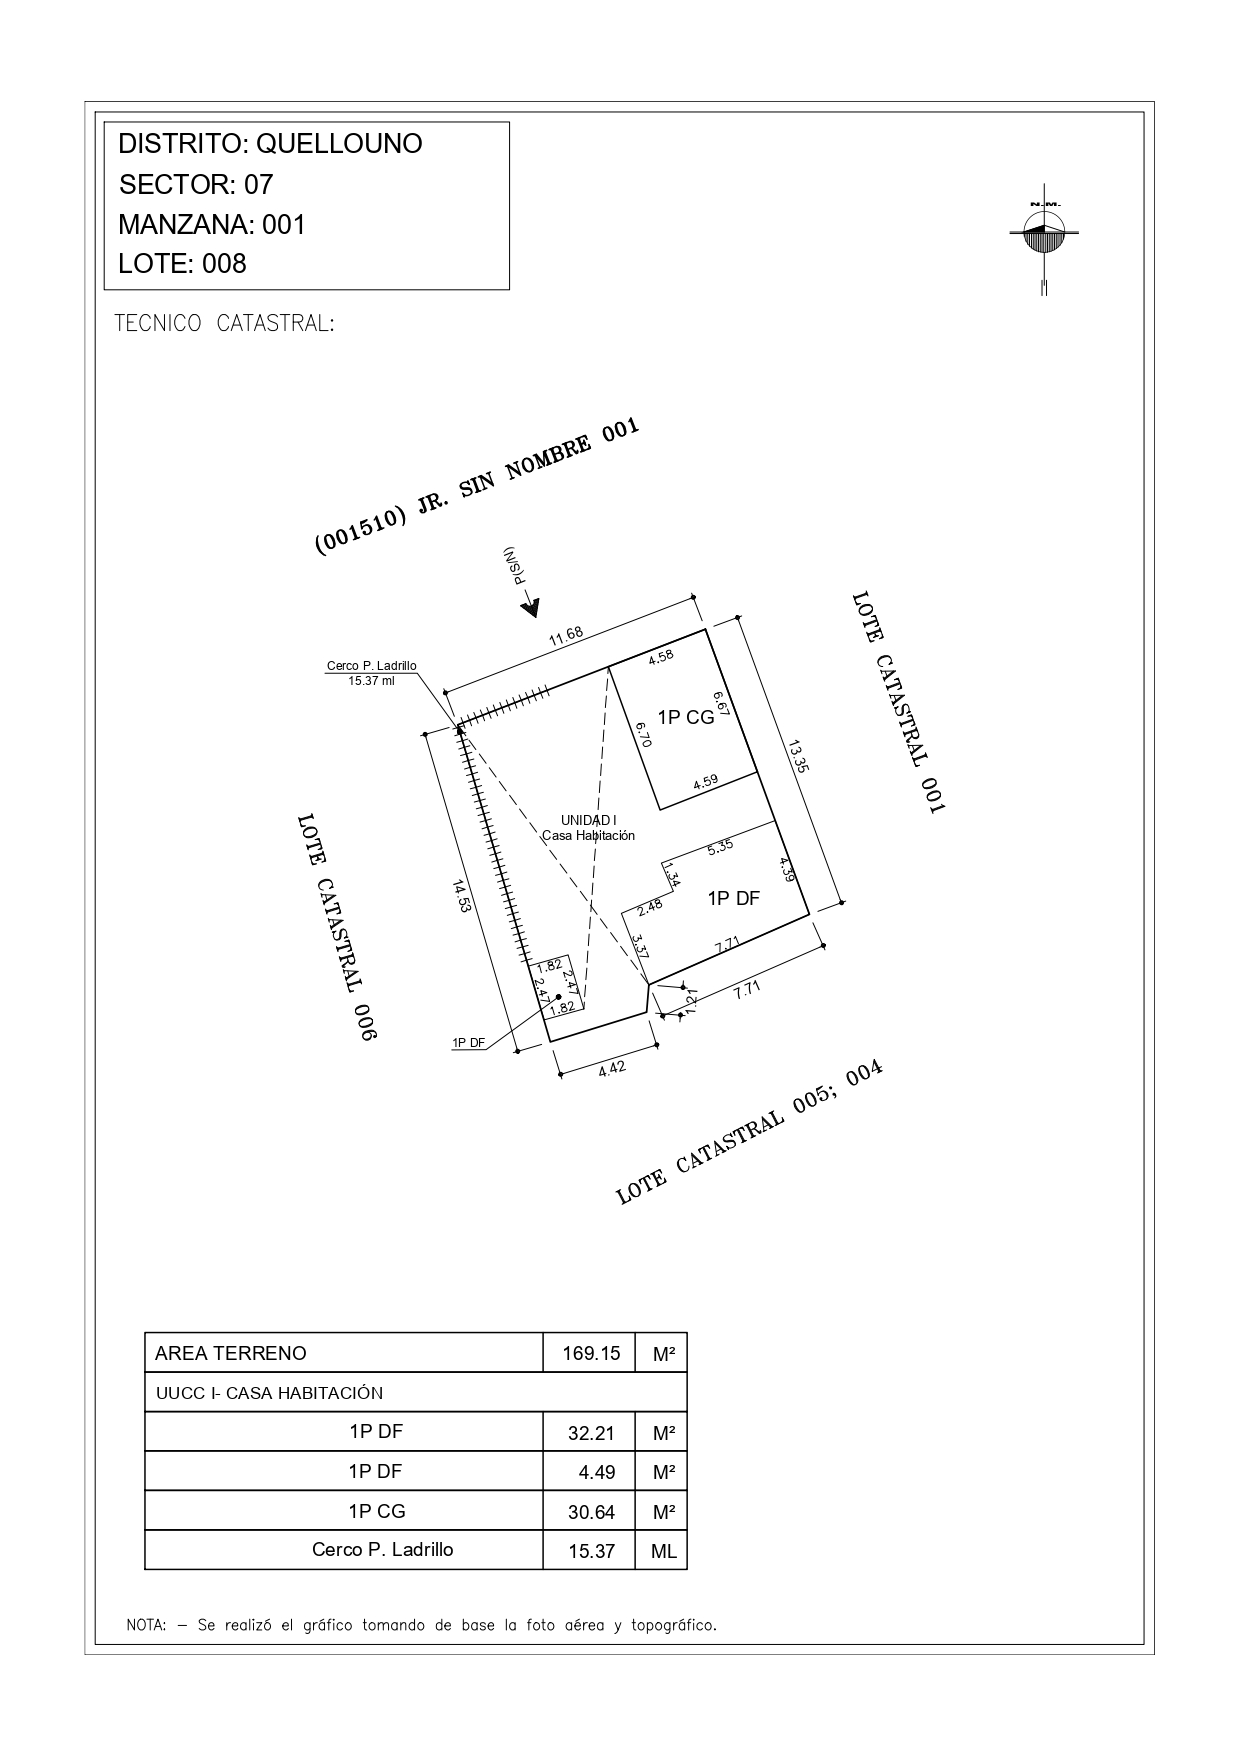 DISTRITO: QUELLOUNO
SECTOR: 07
MANZANA: 001
LOTE: 008
N.M.
TECNICO CATASTRAL:
(001510) JR. SIN NOMBRE 001
P(S/N)
11.68
4.58
Cerco P. Ladrillo
15.37 ml
6.67
1P CG
6.70
13.35
4.59
LOTE CATASTRAL 001
UNIDAD I
Casa Habitación
5.35
1.34
4.39
14.53
1P DF
2.48
3.37
7.71
LOTE CATASTRAL 006
1.82
2.47
2.47
1.82
7.71
1.21
1P DF
4.42
LOTE CATASTRAL 005; 004
AREA TERRENO 169.15 M²
UUCC I- CASA HABITACIÓN
1P DF 32.21 M²
1P DF 4.49 M²
1P CG 30.64 M²
Cerco P. Ladrillo 15.37 ML
NOTA: – Se realizó el gráfico tomando de base la foto aérea y topográfico.